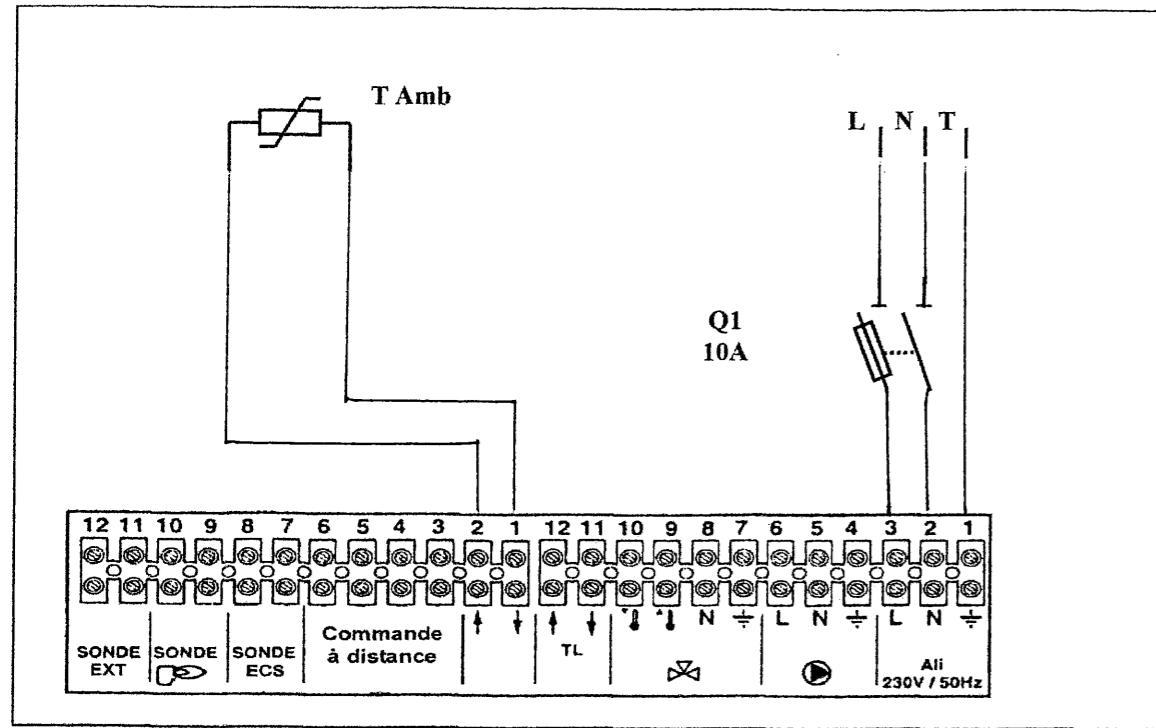 T Amb
L N T
Q1
10A
12 11 10 9 8 7 6 5 4 3 2 1 12 11 10 9 8 7 6 5 4 3 2 1
N L N L N
SONDE
EXT
SONDE
SONDE
ECS
Commande
à distance
TL
Ali
230V / 50Hz